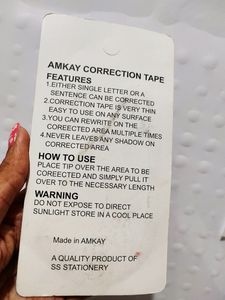 AMKAY CORRECTION TAPE
FEATURES
1.EITHER SINGLE LETTER OR A
SENTENCE CAN BE CORRECTED
2.CORRECTION TAPE IS VERY THIN
EASY TO USE ON ANY SURFACE
3.YOU CAN REWRITE ON THE
COREECTED AREA MULTIPLE TIMES
4.NEVER LEAVES ANY SHADOW ON
CORRECTED AREA
HOW TO USE
PLACE TIP OVER THE AREA TO BE
COREECTED AND SIMPLY PULL IT
OVER TO THE NECESSARY LENGTH
WARNING
DO NOT EXPOSE TO DIRECT
SUNLIGHT STORE IN A COOL PLACE
Made in AMKAY
A QUALITY PRODUCT OF
SS STATIONERY